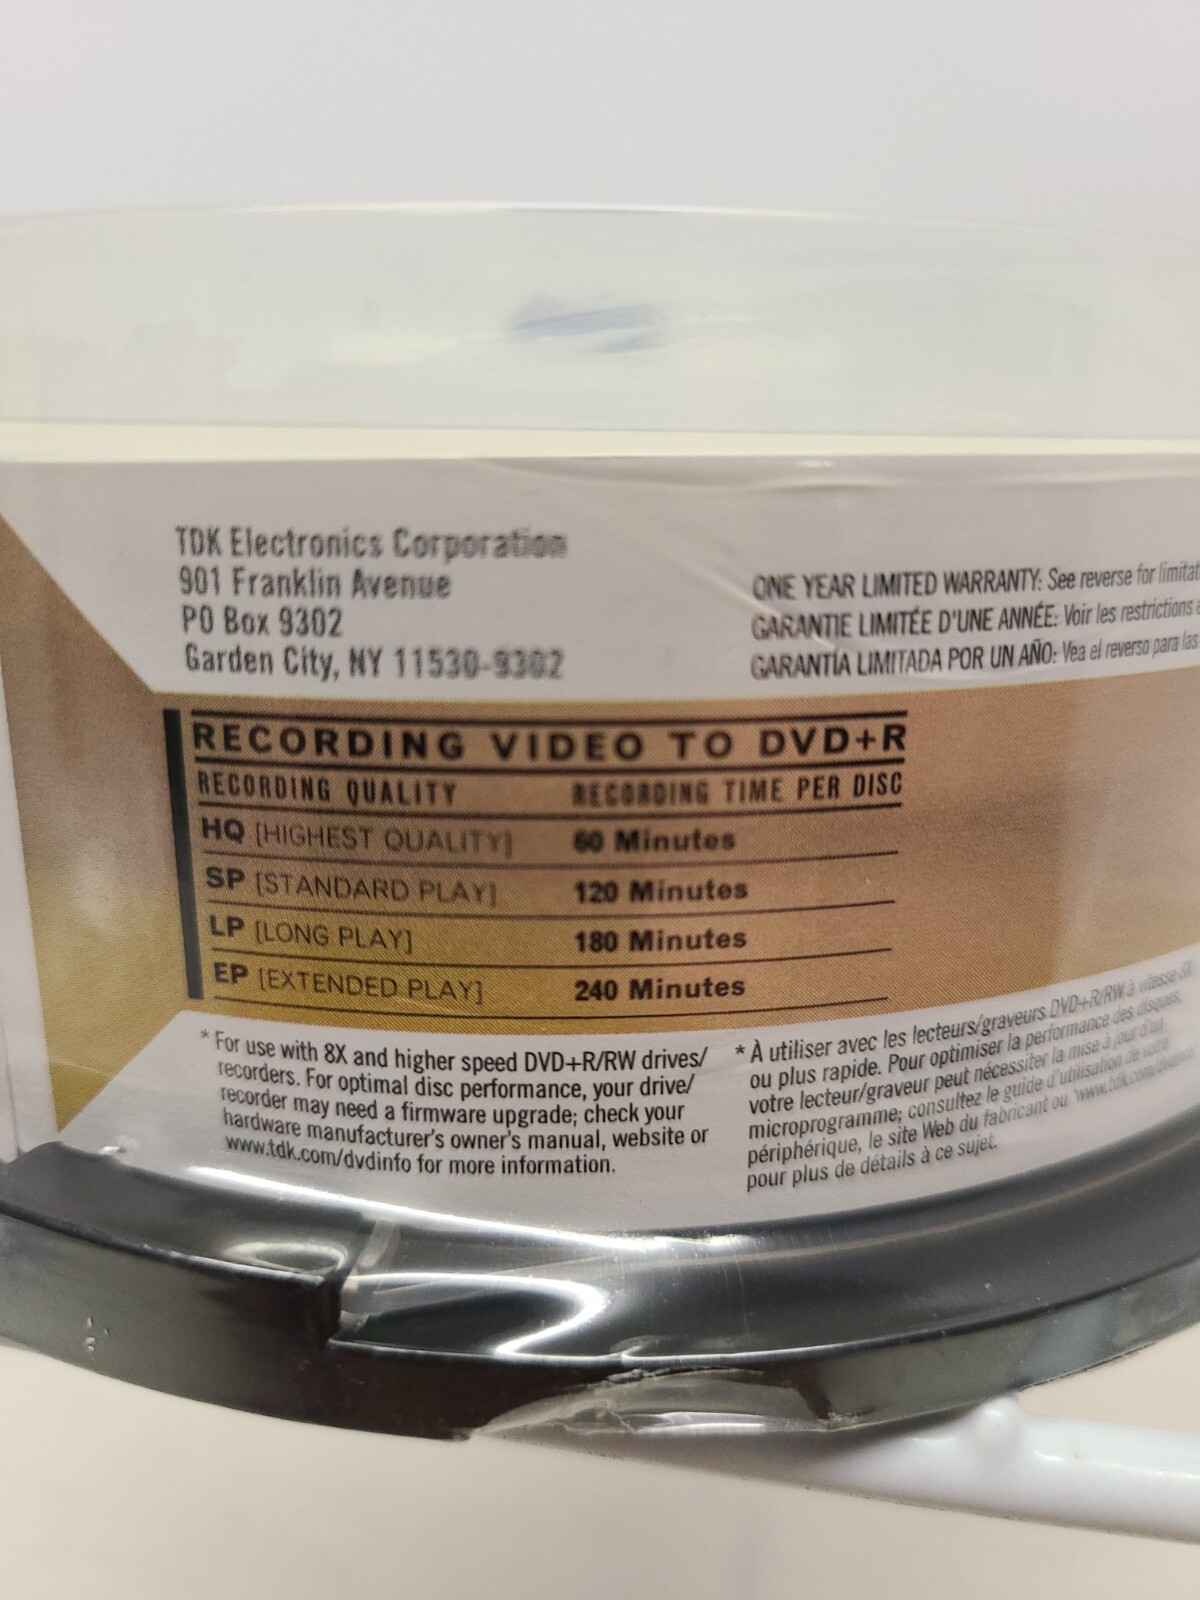 TDK Electronics Corporation
901 Franklin Avenue
PO Box 9302
Garden City, NY 11530-9302
ONE YEAR LIMITED WARRANTY: See reverse for
GARANTIE LIMITÉE D'UNE ANNÉE: Voir les restrictions
GARANTÍA LIMITADA POR UN AÑO: Vea el reverso para las
RECORDING VIDEO TO DVD+R
RECORDING QUALITY RECORDING TIME PER DISC
HQ [HIGHEST QUALITY] 60 Minutes
SP [STANDARD PLAY] 120 Minutes
LP [LONG PLAY] 180 Minutes
EP [EXTENDED PLAY] 240 Minutes
* For use with 8X and higher speed DVD+R/RW drives/
recorders. For optimal disc performance, your drive/
recorder may need a firmware upgrade; check your
hardware manufacturer's owner's manual, website or
www.tdk.com/dvdinfo for more information.
* À utiliser avec les lecteurs/graveurs DVD+R/RW à vitesse 8X
ou plus rapide. Pour optimiser la performance des disques,
votre lecteur/graveur peut nécessiter la mise à jour d'un
microprogramme; consultez le guide d'utilisation de votre
périphérique, le site Web du fabricant ou www.tdk.com/dvdinfo
pour plus de détails à ce sujet.